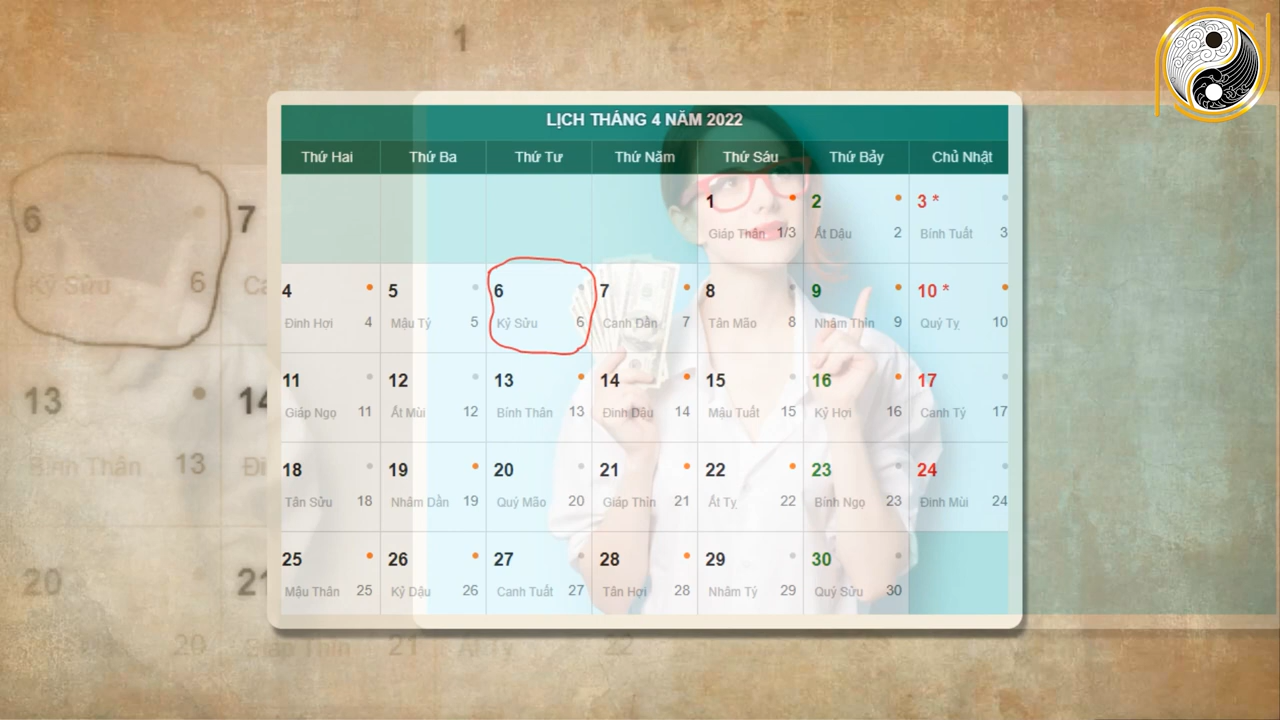 1
LỊCH THÁNG 4 NĂM 2022
Thứ Hai Thứ Ba Thứ Tư Thứ Năm Thứ Sáu Thứ Bảy Chủ Nhật
1 2 3 *
Giáp Thân 1/3 Ất Dậu 2 Bính Tuất 3
6 7
Kỷ Sửu 6
4 5 6 7 8 9 10 *
Đinh Hợi 4 Mậu Tý 5 Kỷ Sửu 6 Canh Dần 7 Tân Mão 8 Nhâm Thìn 9 Quý Tỵ 10
11 12 13 14 15 16 17
Giáp Ngọ 11 Ất Mùi 12 Bính Thân 13 Đinh Dậu 14 Mậu Tuất 15 Kỷ Hợi 16 Canh Tý 17
13 14
Bính Thân 13
18 19 20 21 22 23 24
Tân Sửu 18 Nhâm Dần 19 Quý Mão 20 Giáp Thìn 21 Ất Tỵ 22 Bính Ngọ 23 Đinh Mùi 24
25 26 27 28 29 30
Mậu Thân 25 Kỷ Dậu 26 Canh Tuất 27 Tân Hợi 28 Nhâm Tý 29 Quý Sửu 30
20 21
20 Giáp Thìn 21 Ất Tỵ 22